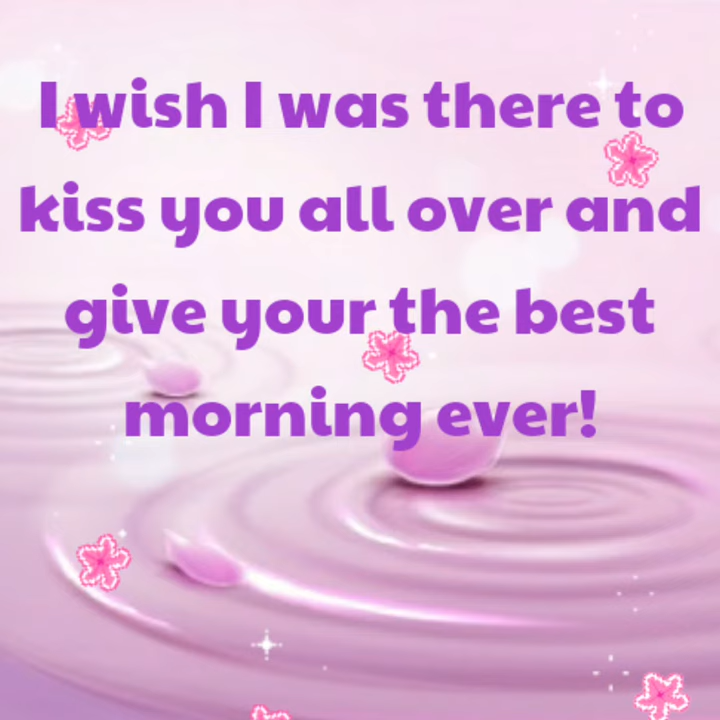 I wish I was there to
kiss you all over and
give your the best
morning ever!